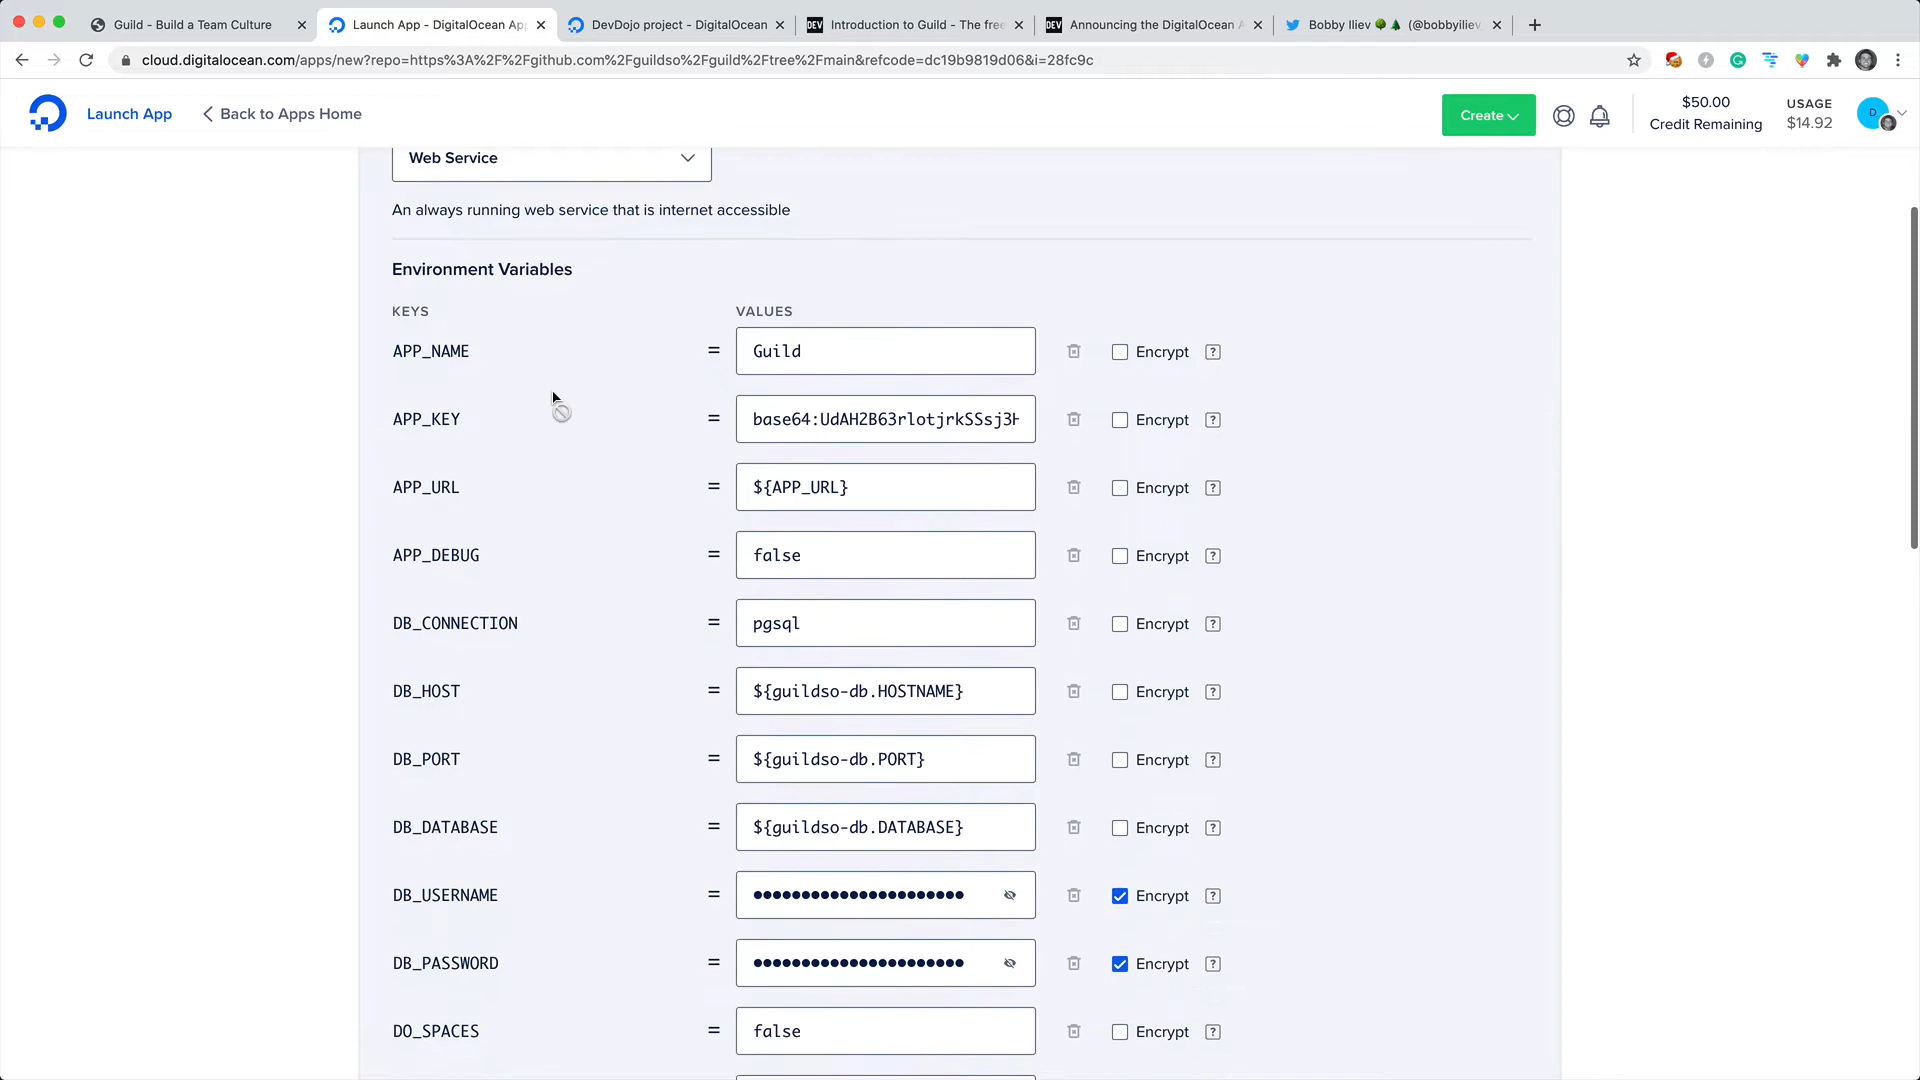 Guild - Build a Team Culture
Launch App - DigitalOcean Ap
DevDojo project - DigitalOcean
DEV
Introduction to Guild - The free
DEV
Announcing the DigitalOcean A
Bobby Iliev 🌳🌲 (@bobbyiliev
cloud.digitalocean.com/apps/new?repo=https%3A%2F%2Fgithub.com%2Fguildso%2Fguild%2Ftree%2Fmain&refcode=dc19b9819d06&i=28fc9c
Launch App
Back to Apps Home
Create
$50.00
Credit Remaining
USAGE
$14.92
D
Web Service
An always running web service that is internet accessible
Environment Variables
KEYS VALUES
APP_NAME = Guild Encrypt ?
APP_KEY = base64:UdAH2B63rlotjrkSSsj3H Encrypt ?
APP_URL = ${APP_URL} Encrypt ?
APP_DEBUG = false Encrypt ?
DB_CONNECTION = pgsql Encrypt ?
DB_HOST = ${guildso-db.HOSTNAME} Encrypt ?
DB_PORT = ${guildso-db.PORT} Encrypt ?
DB_DATABASE = ${guildso-db.DATABASE} Encrypt ?
DB_USERNAME = •••••••••••••••••••••• Encrypt ?
DB_PASSWORD = •••••••••••••••••••••• Encrypt ?
DO_SPACES = false Encrypt ?